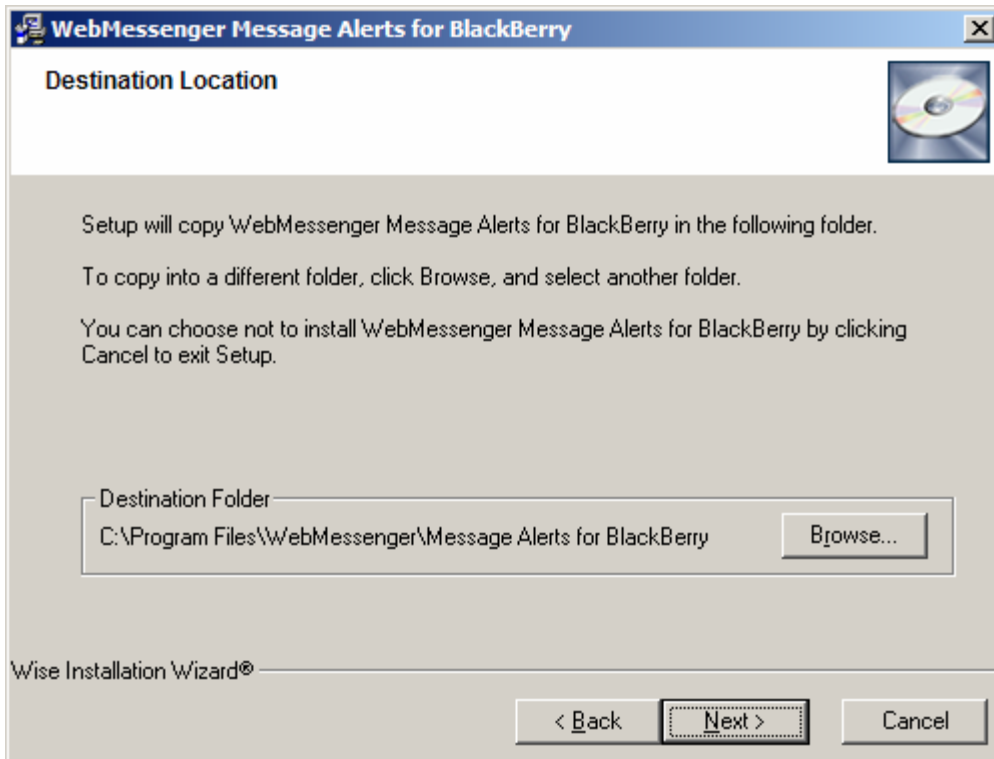 WebMessenger Message Alerts for BlackBerry
Destination Location
Setup will copy WebMessenger Message Alerts for BlackBerry in the following folder.
To copy into a different folder, click Browse, and select another folder.
You can choose not to install WebMessenger Message Alerts for BlackBerry by clicking
Cancel to exit Setup.
Destination Folder
C:\Program Files\WebMessenger\Message Alerts for BlackBerry
Browse...
Wise Installation Wizard®
< Back
Next >
Cancel